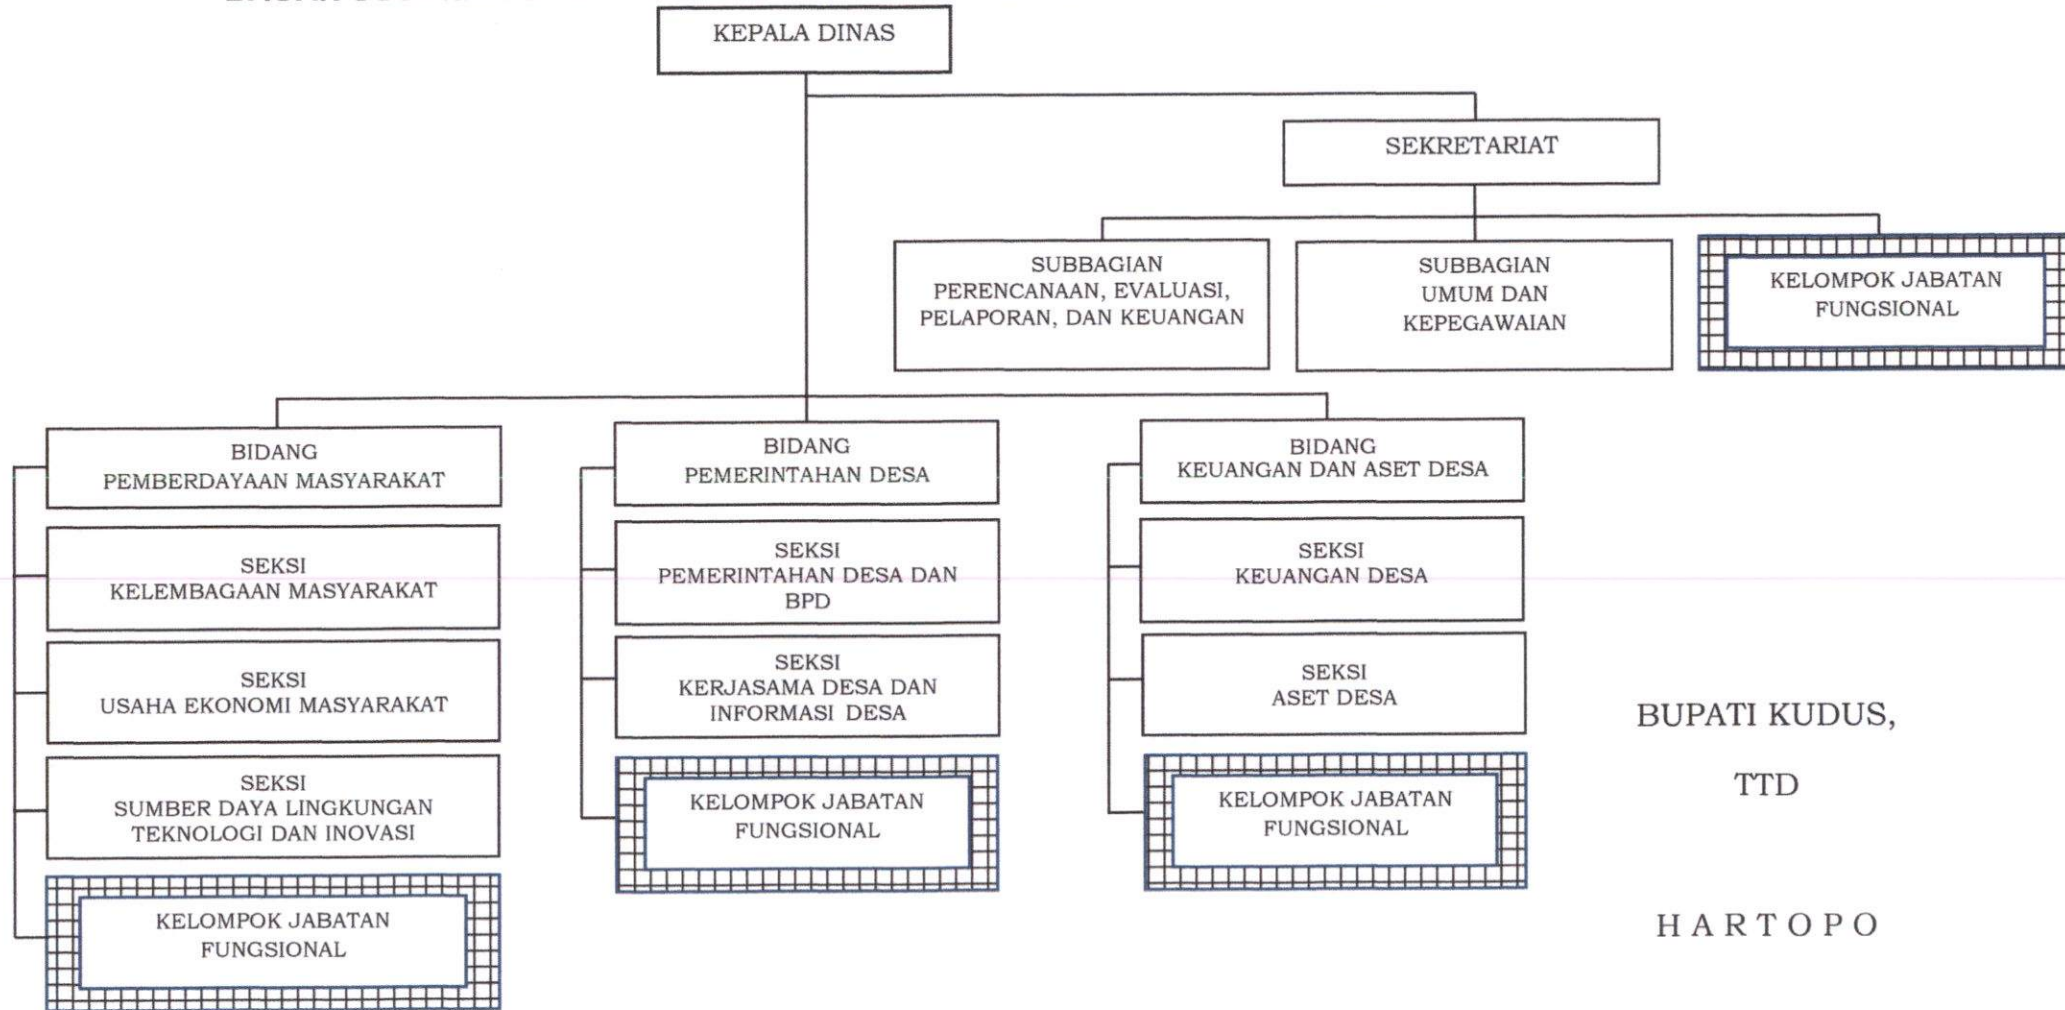 KEPALA DINAS
SEKRETARIAT
SUBBAGIAN
PERENCANAAN, EVALUASI,
PELAPORAN, DAN KEUANGAN
SUBBAGIAN
UMUM DAN
KEPEGAWAIAN
KELOMPOK JABATAN
FUNGSIONAL
BIDANG
PEMBERDAYAAN MASYARAKAT
SEKSI
KELEMBAGAAN MASYARAKAT
SEKSI
USAHA EKONOMI MASYARAKAT
SEKSI
SUMBER DAYA LINGKUNGAN
TEKNOLOGI DAN INOVASI
KELOMPOK JABATAN
FUNGSIONAL
BIDANG
PEMERINTAHAN DESA
SEKSI
PEMERINTAHAN DESA DAN
BPD
SEKSI
KERJASAMA DESA DAN
INFORMASI DESA
KELOMPOK JABATAN
FUNGSIONAL
BIDANG
KEUANGAN DAN ASET DESA
SEKSI
KEUANGAN DESA
SEKSI
ASET DESA
KELOMPOK JABATAN
FUNGSIONAL
BUPATI KUDUS,
TTD
H A R T O P O